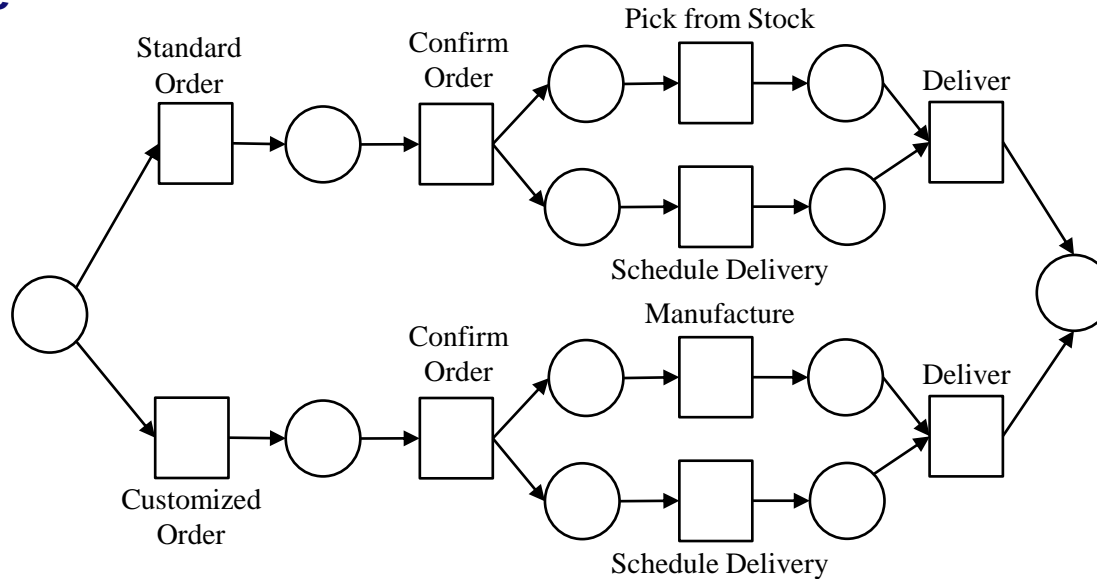 Pick from Stock
Standard
Order
Confirm
Order
Deliver
Schedule Delivery
Manufacture
Confirm
Order
Deliver
Customized
Order
Schedule Delivery